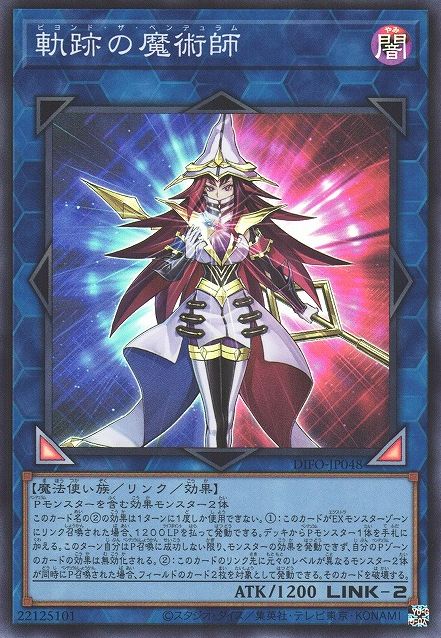 ビヨンド・ザ・ペンデュラム
軌跡の魔術師
やみ
闇
DIFO-JP048
【魔法使い族/リンク/効果】
Pモンスターを含む効果モンスター2体
このカード名の②の効果は1ターンに1度しか使用できない。①:このカードがEXモンスターゾーン
にリンク召喚された場合、1200LPを払って発動できる。デッキからPモンスター1体を手札に
加える。このターン自分はP召喚に成功しない限り、モンスターの効果を発動できず、自分のPゾーン
のカードの効果は無効化される。②:このカードのリンク先に元々のレベルが異なるモンスター2体
が同時にP召喚された場合、フィールドのカード2枚を対象として発動できる。そのカードを破壊する。
ATK/1200 LINK-2
22125101
©スタジオ・ダイス/集英社・テレビ東京・KONAMI